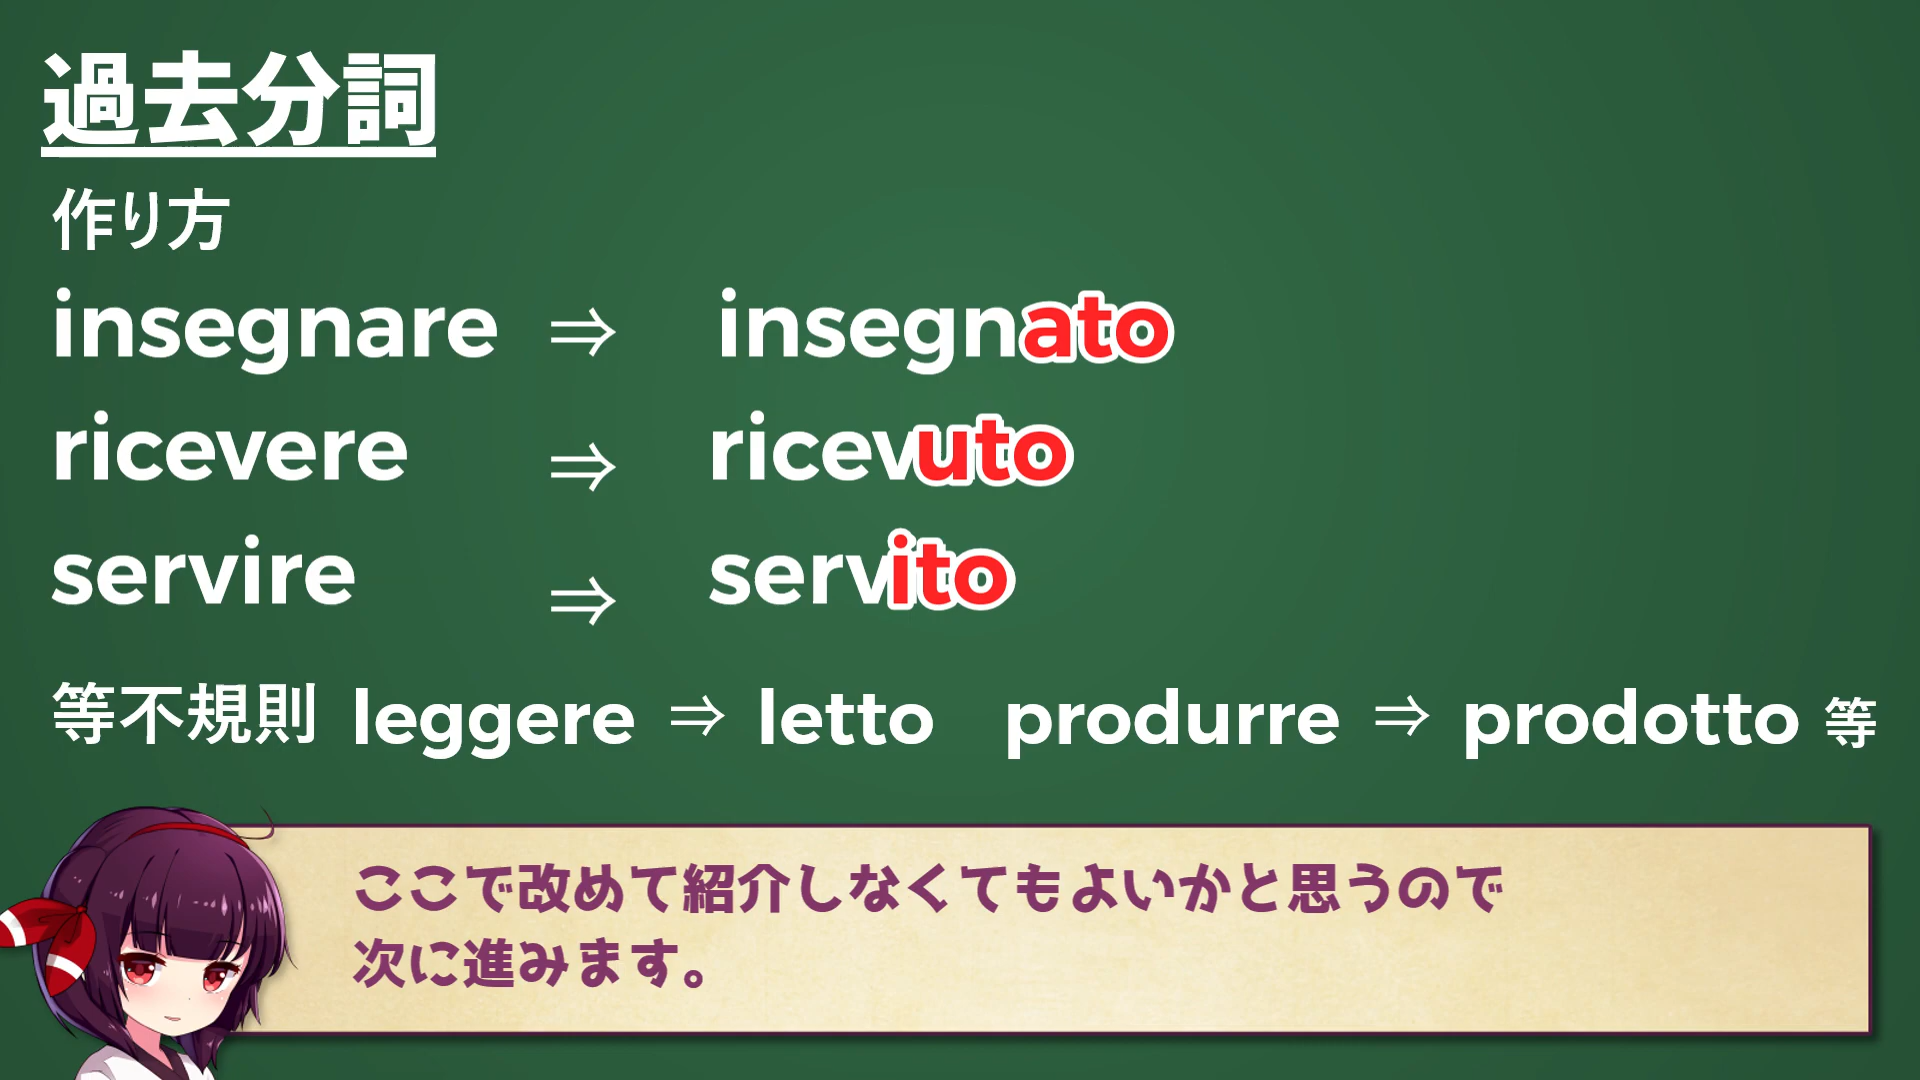 過去分詞
作り方
insegnare ⇒ insegnato
ricevere ⇒ ricevuto
servire ⇒ servito
等不規則 leggere ⇒ letto produrre ⇒ prodotto 等
ここで改めて紹介しなくてもよいかと思うので
次に進みます。